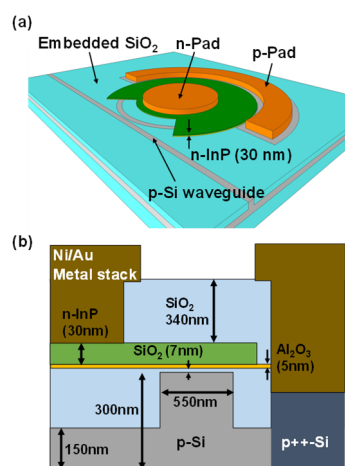 (a)
Embedded SiO₂
n-Pad
p-Pad
n-InP (30 nm)
p-Si waveguide
(b)
Ni/Au
Metal stack
n-InP
(30nm)
SiO₂
340nm
SiO₂ (7nm)
Al₂O₃
(5nm)
300nm
550nm
150nm
p-Si
p++-Si